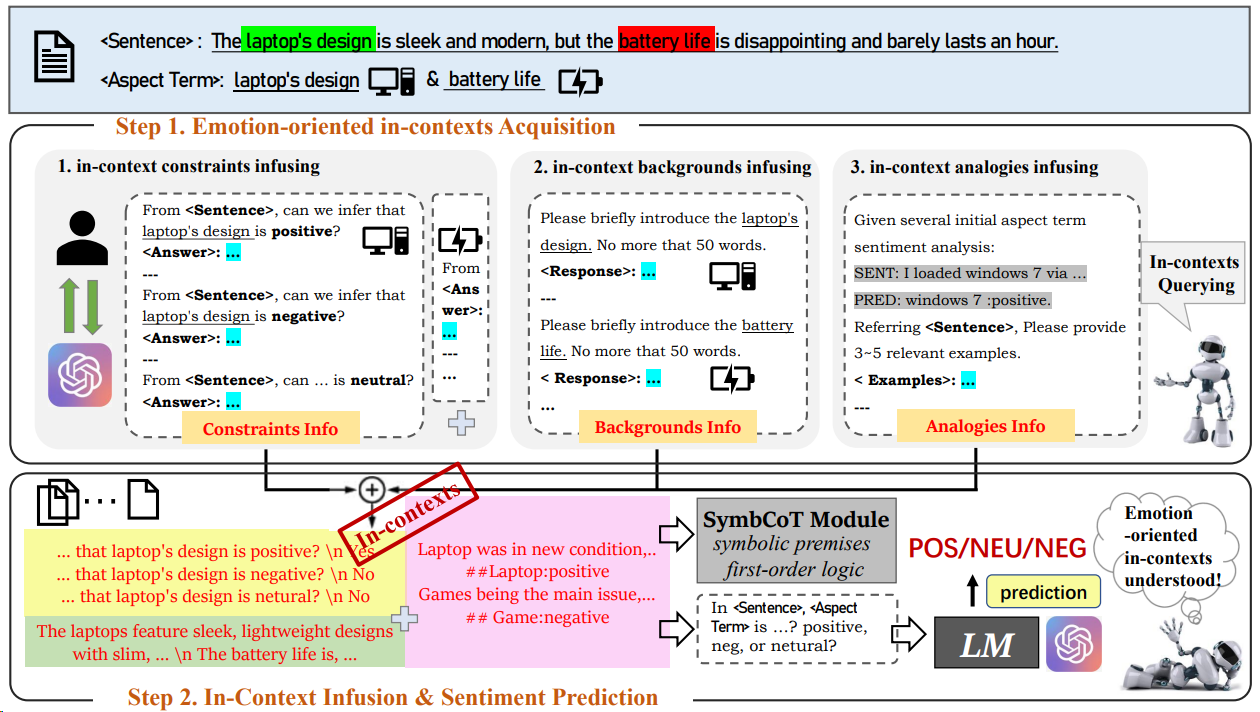 <Sentence> : The laptop's design is sleek and modern, but the battery life is disappointing and barely lasts an hour.
<Aspect Term>: laptop's design & battery life
Step 1. Emotion-oriented in-contexts Acquisition
1. in-context constraints infusing
From <Sentence>, can we infer that
laptop's design is positive?
<Answer>: ...
---
From <Sentence>, can we infer that
laptop's design is negative?
<Answer>: ...
---
From <Sentence>, can ... is neutral?
<Answer>: ...
Constraints Info
From
<Ans
wer>:
...
---
...
2. in-context backgrounds infusing
Please briefly introduce the laptop's
design. No more that 50 words.
<Response>: ...
---
Please briefly introduce the battery
life. No more that 50 words.
< Response>: ...
...
Backgrounds Info
3. in-context analogies infusing
Given several initial aspect term
sentiment analysis:
SENT: I loaded windows 7 via ...
PRED: windows 7 :positive.
Referring <Sentence>, Please provide
3~5 relevant examples.
< Examples>: ...
---
Analogies Info
In-contexts
Querying
...
In-contexts
... that laptop's design is positive? \n Yes
... that laptop's design is negative? \n No
... that laptop's design is netural? \n No
The laptops feature sleek, lightweight designs
with slim, ... \n The battery life is, ...
Laptop was in new condition,..
##Laptop:positive
Games being the main issue,...
## Game:negative
SymbCoT Module
symbolic premises
first-order logic
In <Sentence>, <Aspect
Term> is ...? positive,
neg, or netural?
POS/NEU/NEG
prediction
LM
Emotion
-oriented
in-contexts
understood!
Step 2. In-Context Infusion & Sentiment Prediction